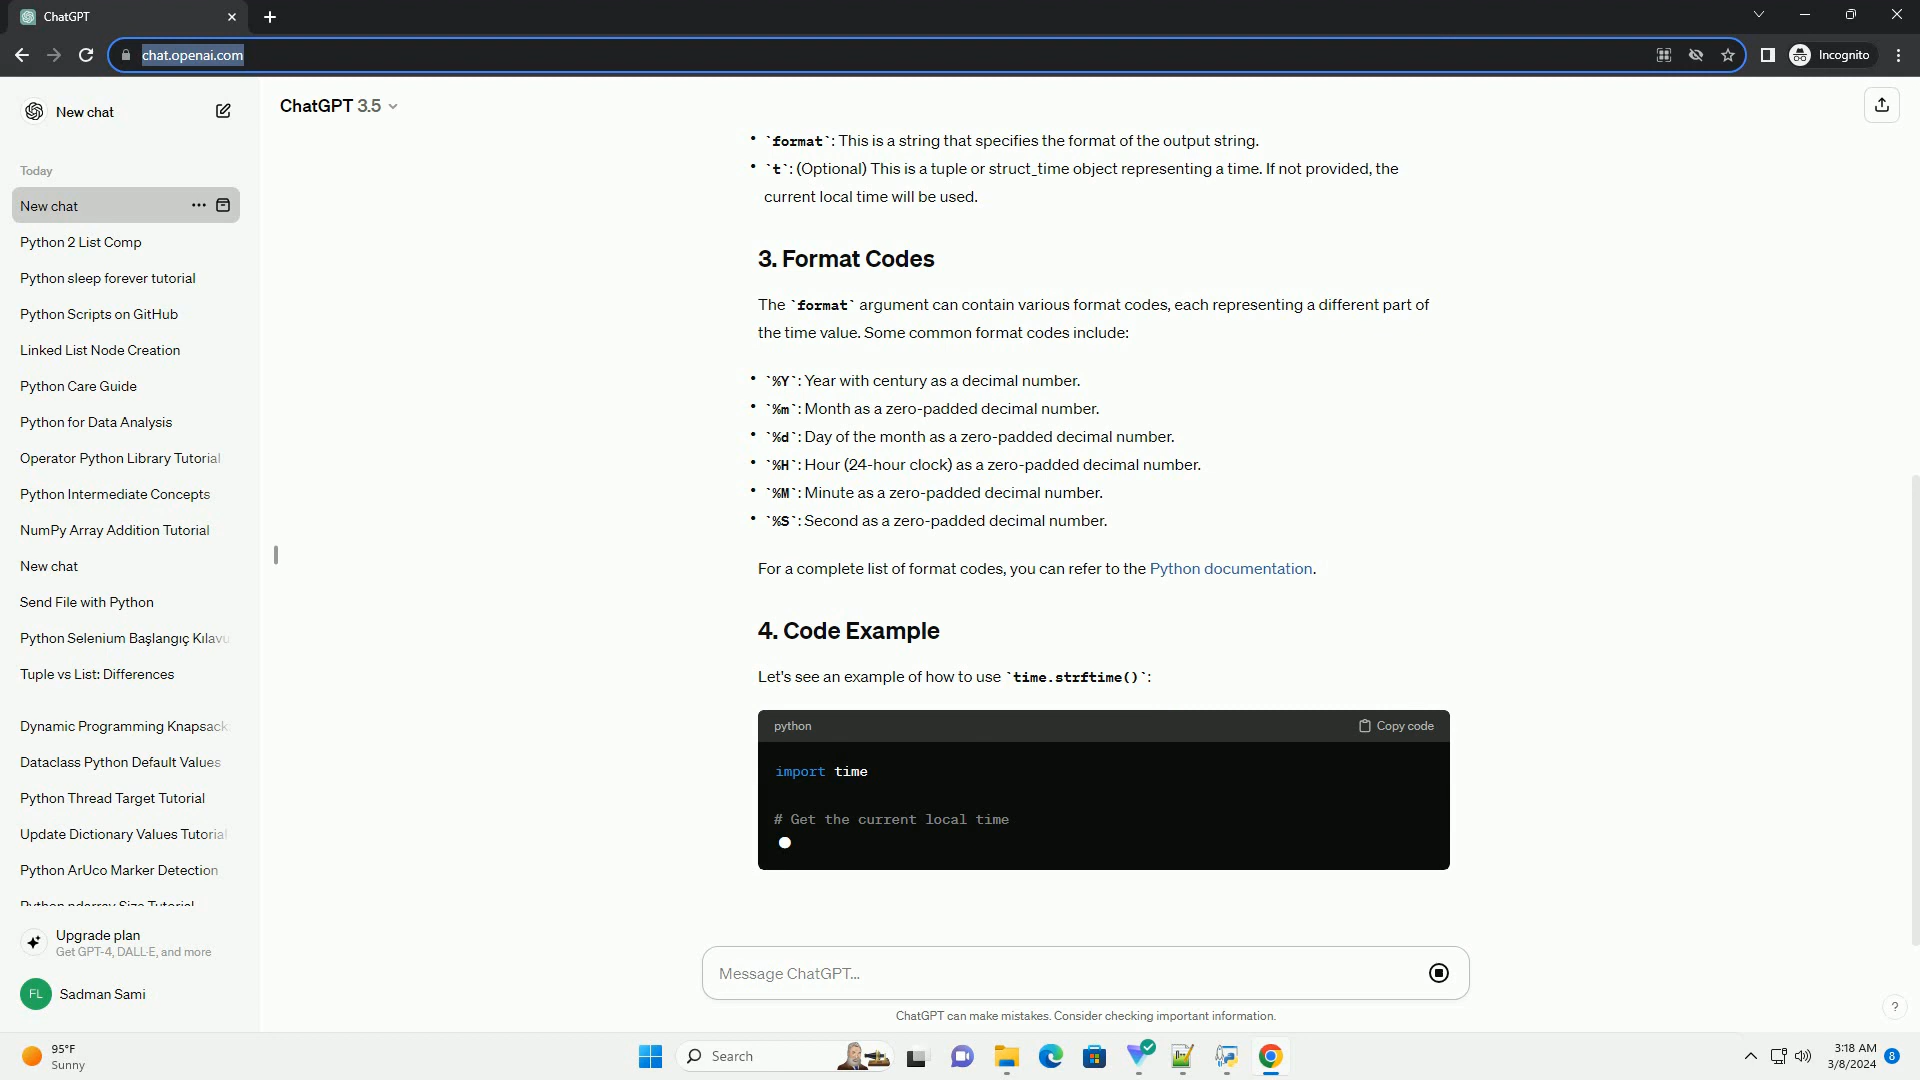 ChatGPT
chat.openai.com
Incognito
New chat
Today
New chat
Python 2 List Comp
Python sleep forever tutorial
Python Scripts on GitHub
Linked List Node Creation
Python Care Guide
Python for Data Analysis
Operator Python Library Tutorial
Python Intermediate Concepts
NumPy Array Addition Tutorial
New chat
Send File with Python
Python Selenium Başlangıç Kılavu
Tuple vs List: Differences
Dynamic Programming Knapsack
Dataclass Python Default Values
Python Thread Target Tutorial
Update Dictionary Values Tutorial
Python ArUco Marker Detection
Python ndarray Size Tutorial
Upgrade plan
Get GPT-4, DALL·E, and more
FL
Sadman Sami
ChatGPT 3.5
• `format`: This is a string that specifies the format of the output string.
• `t`: (Optional) This is a tuple or struct_time object representing a time. If not provided, the
current local time will be used.
3. Format Codes
The `format` argument can contain various format codes, each representing a different part of
the time value. Some common format codes include:
• `%Y`: Year with century as a decimal number.
• `%m`: Month as a zero-padded decimal number.
• `%d`: Day of the month as a zero-padded decimal number.
• `%H`: Hour (24-hour clock) as a zero-padded decimal number.
• `%M`: Minute as a zero-padded decimal number.
• `%S`: Second as a zero-padded decimal number.
For a complete list of format codes, you can refer to the Python documentation.
4. Code Example
Let's see an example of how to use `time.strftime()`:
python
Copy code
import time
# Get the current local time
Message ChatGPT...
ChatGPT can make mistakes. Consider checking important information.
?
95°F
Sunny
Search
3:18 AM
3/8/2024
8